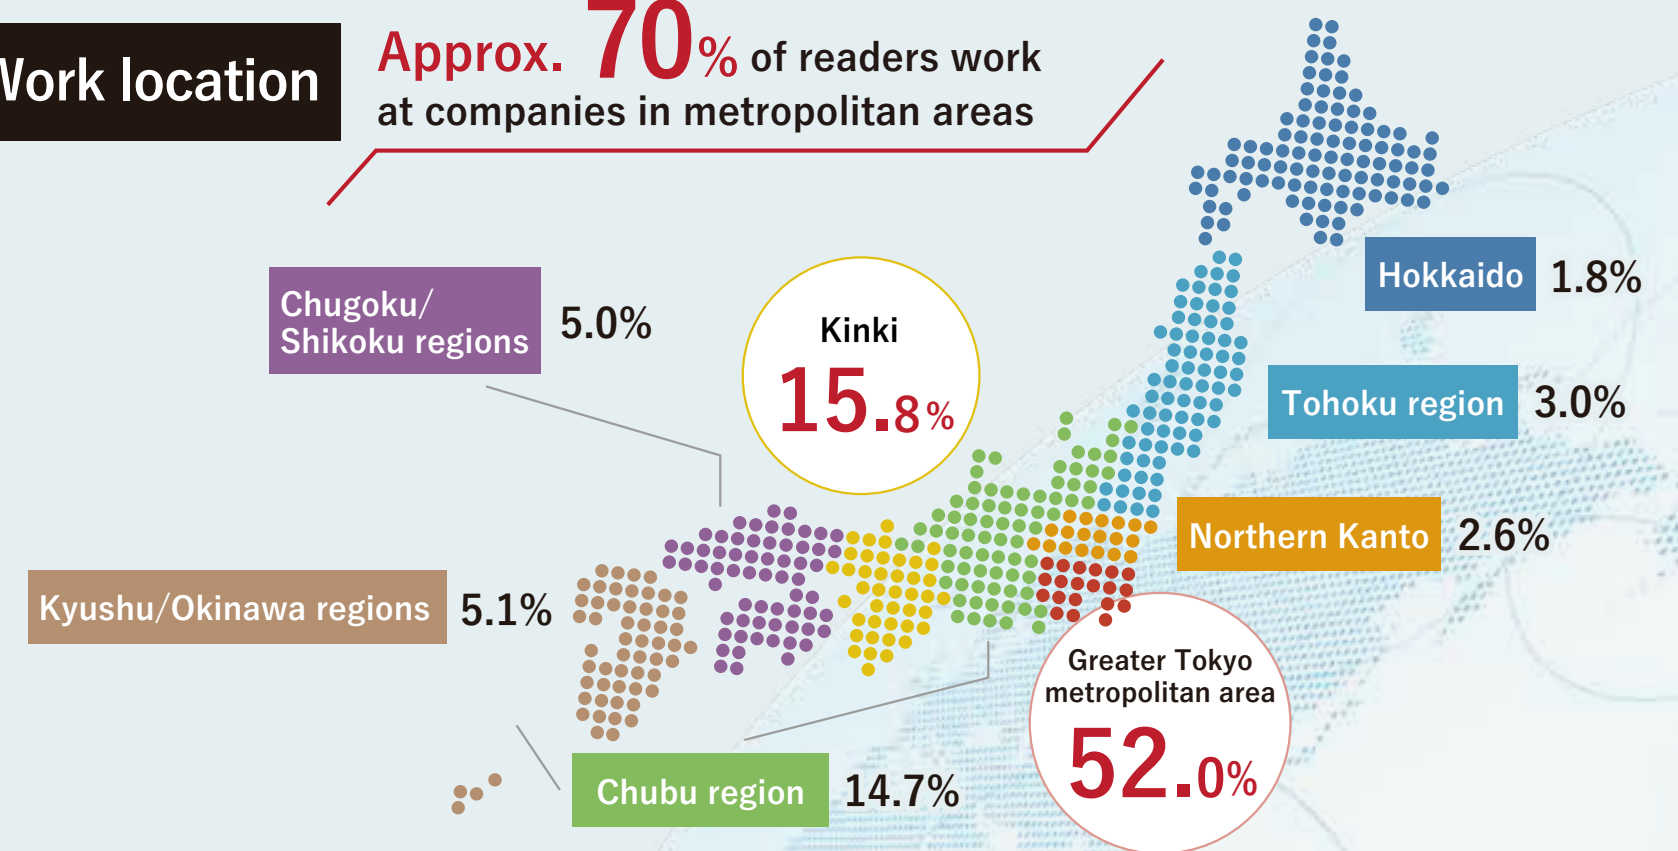 Work location
Approx. 70% of readers work
at companies in metropolitan areas
Hokkaido 1.8%
Chugoku/
Shikoku regions 5.0%
Kinki
15.8%
Tohoku region 3.0%
Northern Kanto 2.6%
Kyushu/Okinawa regions 5.1%
Greater Tokyo
metropolitan area
52.0%
Chubu region 14.7%